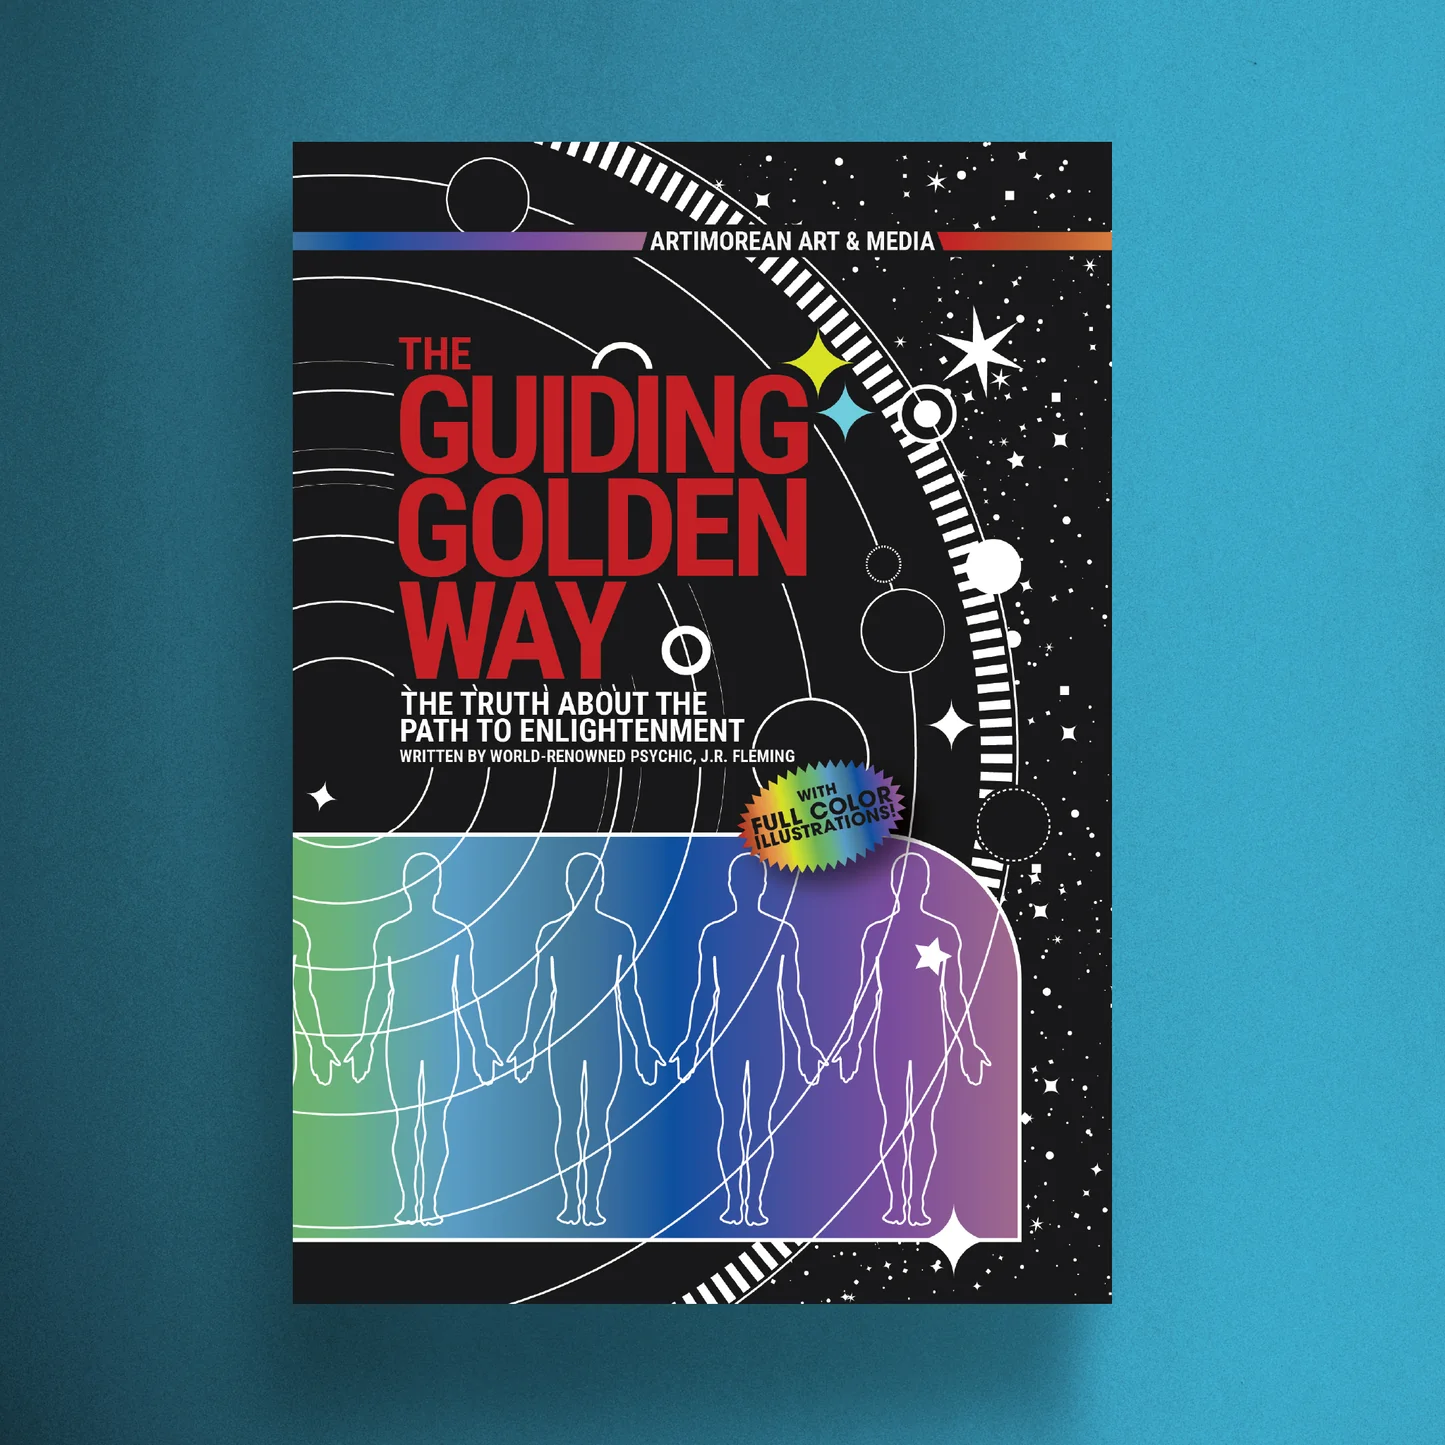 ARTIMOREAN ART & MEDIA
THE
GUIDING
GOLDEN
WAY
THE TRUTH ABOUT THE
PATH TO ENLIGHTENMENT
WRITTEN BY WORLD-RENOWNED PSYCHIC, J.R. FLEMING
WITH
FULL COLOR
ILLUSTRATIONS!